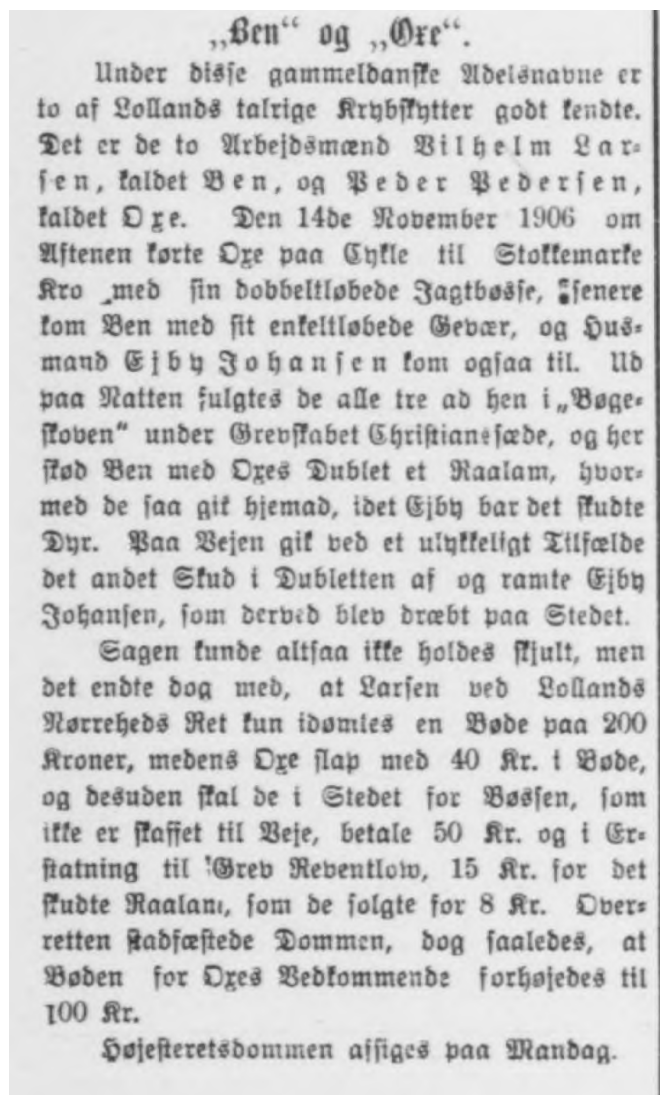 „Ben“ og „Oxe“.
Under disse gammeldanske Adelsnavne er
to af Lollands talrige Krybskytter godt kendte.
Det er de to Arbejdsmænd Vilhelm Lar-
sen, kaldet Ben, og Peder Pedersen,
kaldet Oxe. Den 14de November 1906 om
Aftenen kørte Oxe paa Cykle til Stokkemarke
Kro med sin dobbeltløbede Jagtbøsse, senere
kom Ben med sit enkeltløbede Gevær, og Hus-
mand Ejby Johansen kom ogsaa til. Ud
paa Natten fulgtes de alle tre ad hen i „Bøge-
skoven“ under Grevskabet Christianssæde, og her
skød Ben med Oxes Dublet et Raalam, hvor-
med de saa gik hjemad, idet Ejby bar det skudte
Dyr. Paa Vejen gik ved et ulykkeligt Tilfælde
det andet Skud i Dubletten af og ramte Ejby
Johansen, som derved blev dræbt paa Stedet.
Sagen kunde altsaa ikke holdes skjult, men
det endte dog med, at Larsen ved Lollands
Nørreheds Ret kun idømtes en Bøde paa 200
Kroner, medens Oxe slap med 40 Kr. i Bøde,
og desuden skal de i Stedet for Bøssen, som
ikke er skaffet til Veje, betale 50 Kr. og i Er-
statning til Grev Reventlow, 15 Kr. for det
skudte Raalam, som de solgte for 8 Kr. Over-
retten stadfæstede Dommen, dog saaledes, at
Bøden for Oxes Vedkommende forhøjedes til
100 Kr.
Højesteretsdommen afsiges paa Mandag.